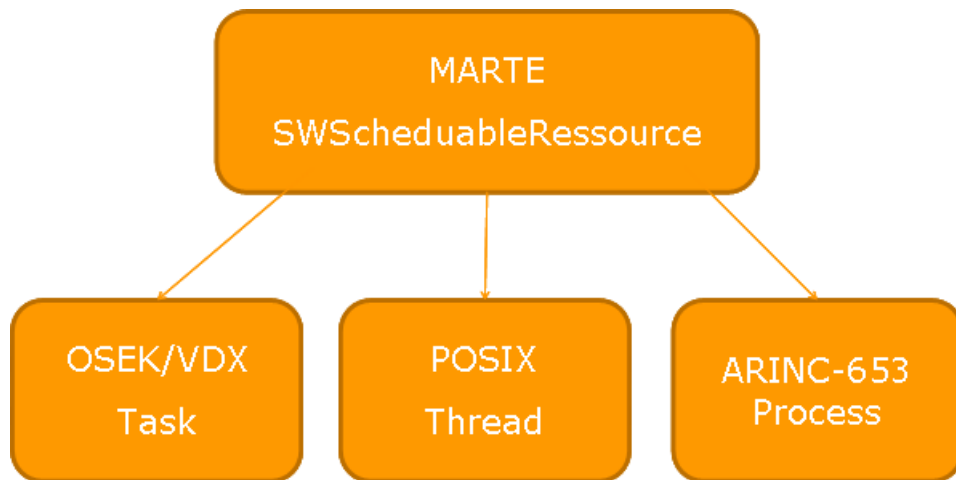 MARTE
SWScheduableRessource
OSEK/VDX
Task
POSIX
Thread
ARINC-653
Process